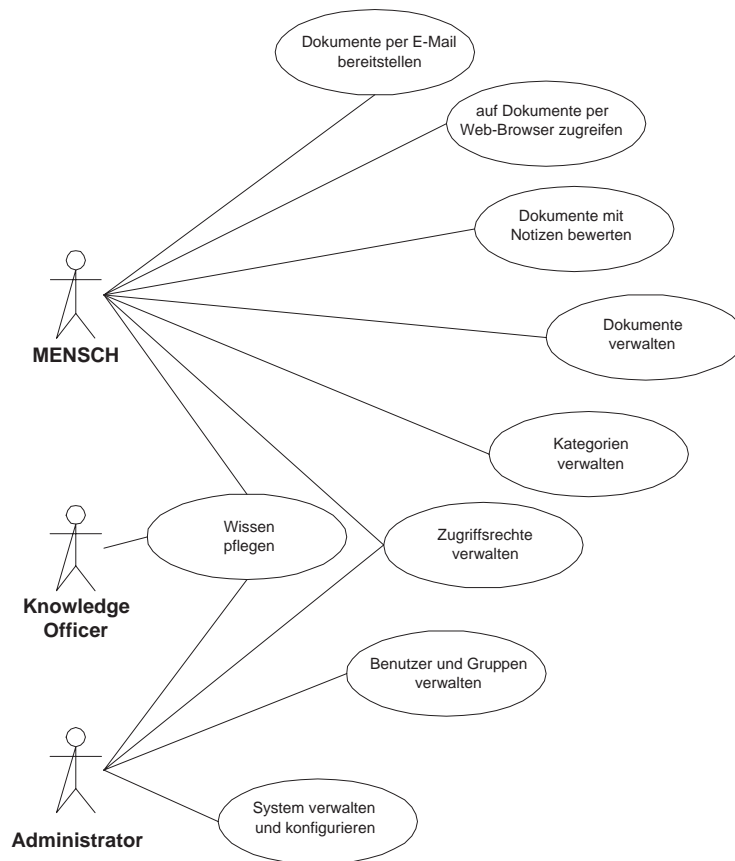 Dokumente per E-Mail
bereitstellen
auf Dokumente per
Web-Browser zugreifen
Dokumente mit
Notizen bewerten
MENSCH
Dokumente
verwalten
Kategorien
verwalten
Wissen
pflegen
Zugriffsrechte
verwalten
Knowledge
Officer
Benutzer und Gruppen
verwalten
System verwalten
und konfigurieren
Administrator